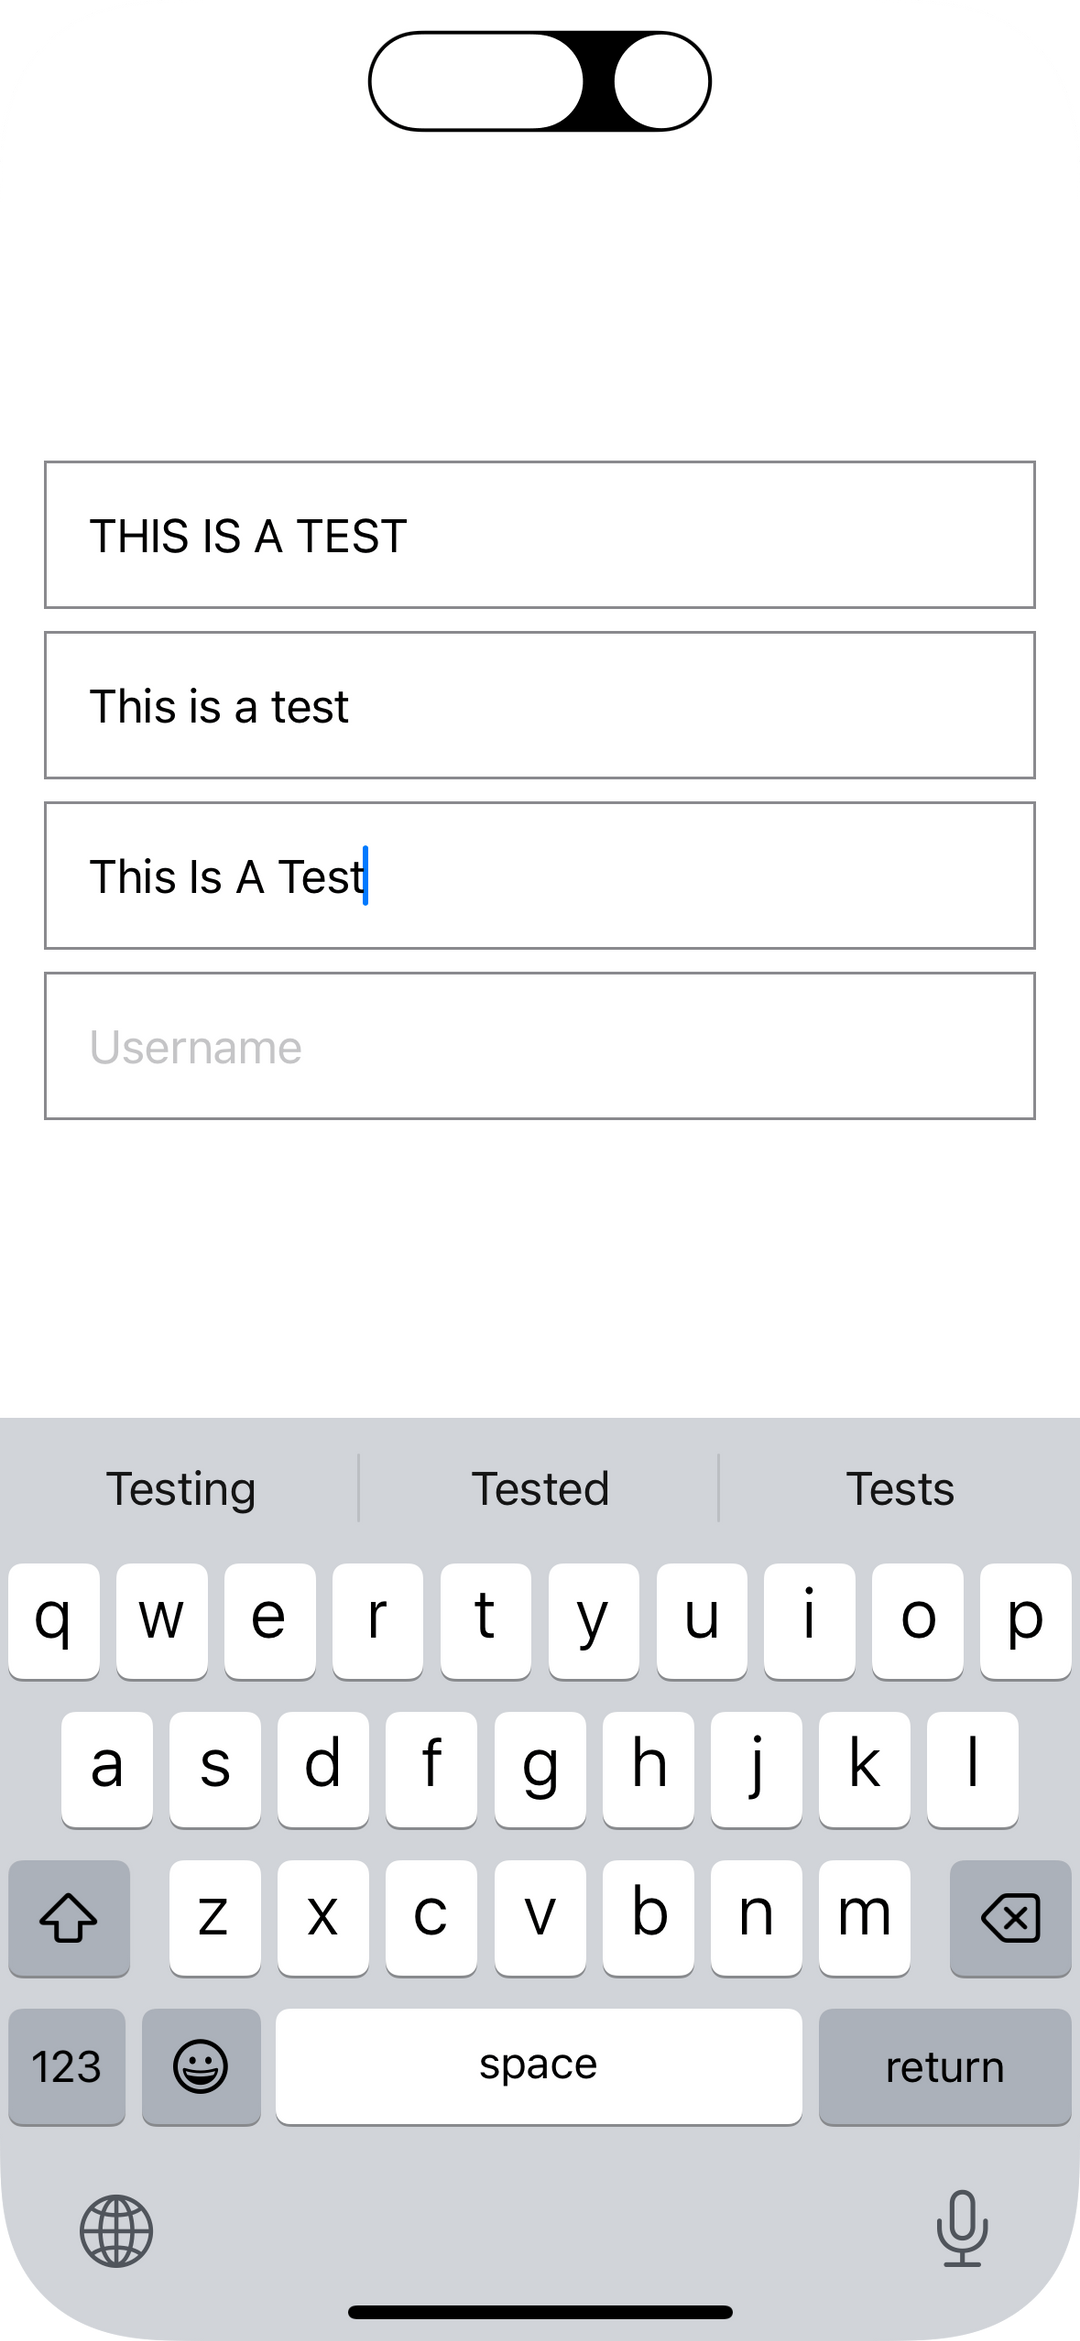 THIS IS A TEST
This is a test
This Is A Test
Username
Testing Tested Tests
q w e r t y u i o p
a s d f g h j k l
z x c v b n m
123 space return